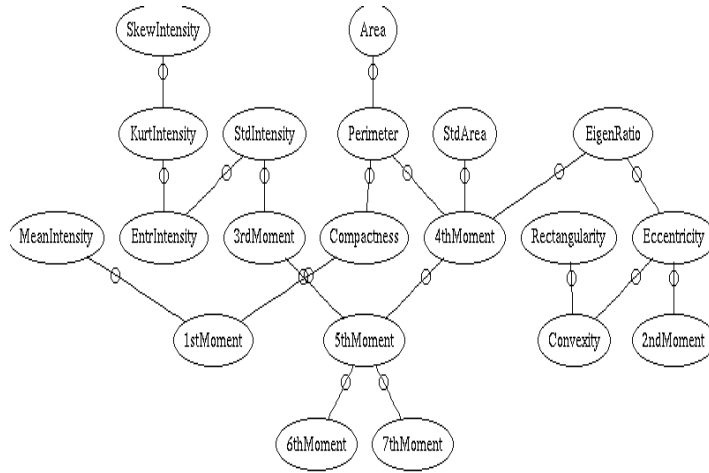 SkewIntensity Area
KurtIntensity StdIntensity Perimeter StdArea EigenRatio
MeanIntensity EntrIntensity 3rdMoment Compactness 4thMoment Rectangularity Eccentricity
1stMoment 5thMoment Convexity 2ndMoment
6thMoment 7thMoment